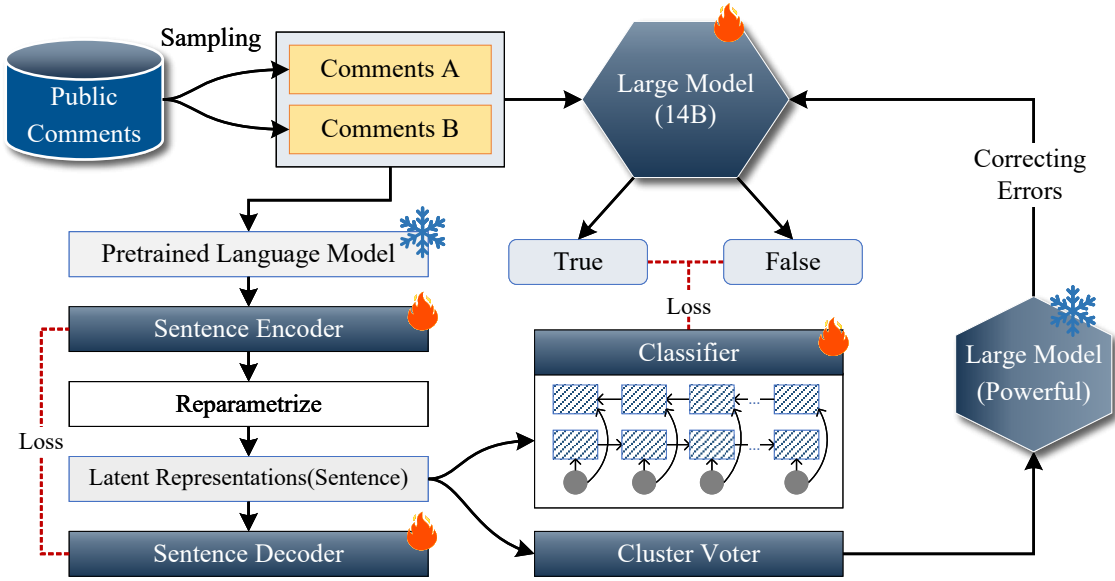 Sampling
Public
Comments
Comments A
Comments B
Large Model
(14B)
Correcting
Errors
Pretrained Language Model
True
False
Loss
Sentence Encoder
Classifier
Large Model
(Powerful)
Reparametrize
Loss
...
...
Latent Representations(Sentence)
Sentence Decoder
Cluster Voter